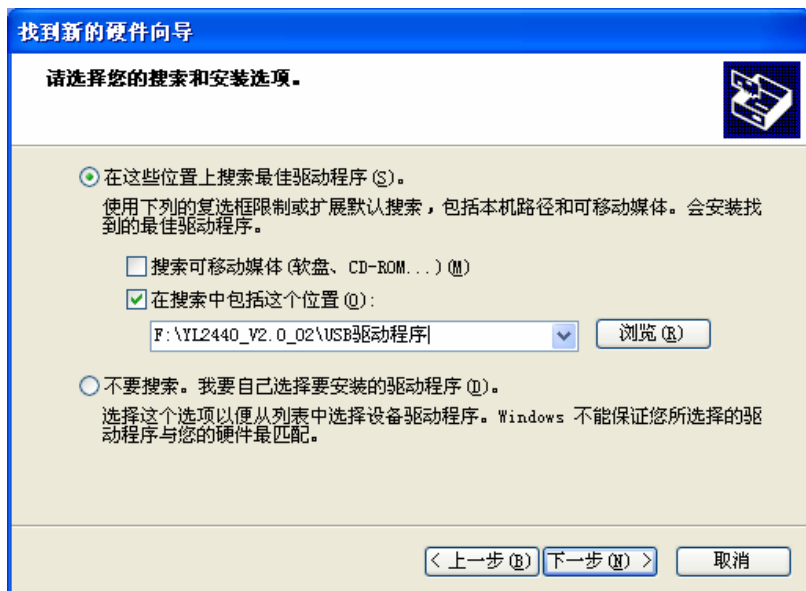 找到新的硬件向导
请选择您的搜索和安装选项。
在这些位置上搜索最佳驱动程序(S)。
使用下列的复选框限制或扩展默认搜索，包括本机路径和可移动媒体。会安装找
到的最佳驱动程序。
搜索可移动媒体(软盘、CD-ROM...)(M)
在搜索中包括这个位置(O):
F:\YL2440_V2.0_02\USB驱动程序
浏览(R)
不要搜索。我要自己选择要安装的驱动程序(D)。
选择这个选项以便从列表中选择设备驱动程序。Windows 不能保证您所选择的驱
动程序与您的硬件最匹配。
< 上一步(B)
下一步(N) >
取消